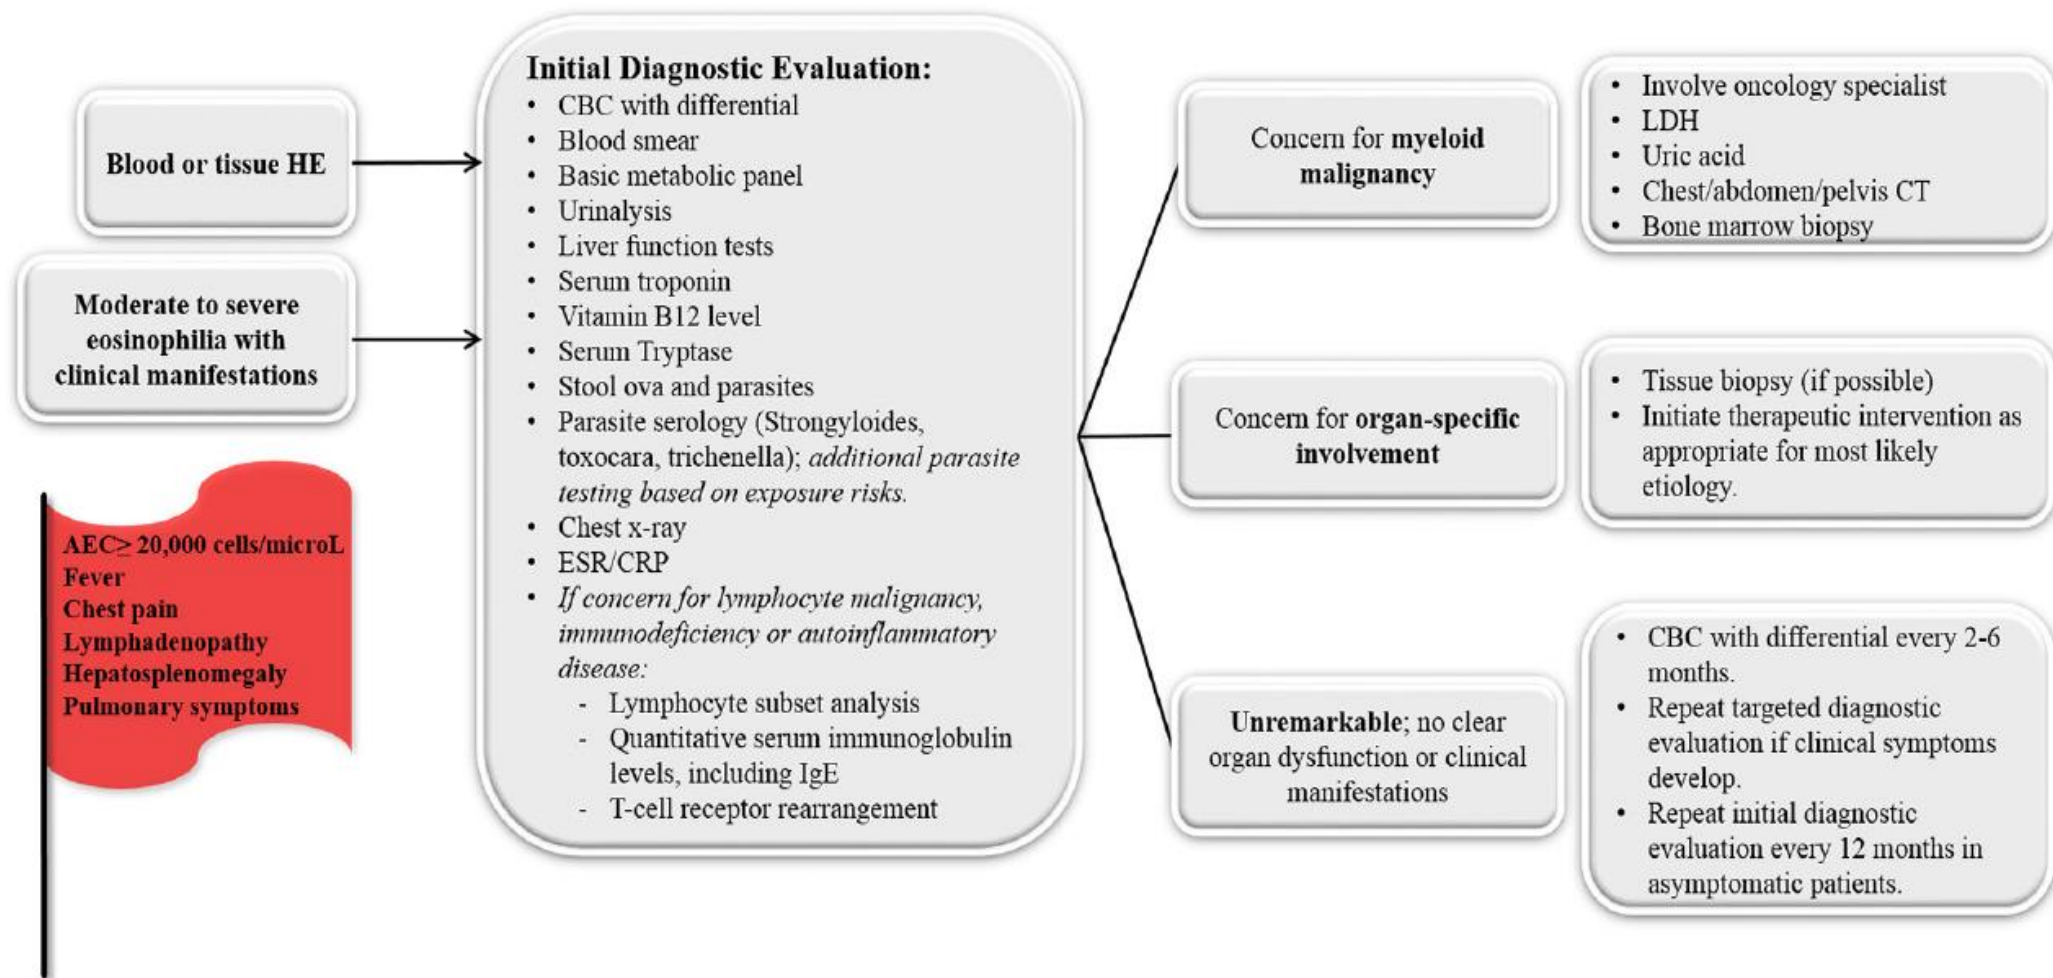 Blood or tissue HE
Moderate to severe
eosinophilia with
clinical manifestations
AEC≥ 20,000 cells/microL
Fever
Chest pain
Lymphadenopathy
Hepatosplenomegaly
Pulmonary symptoms
Initial Diagnostic Evaluation:
• CBC with differential
• Blood smear
• Basic metabolic panel
• Urinalysis
• Liver function tests
• Serum troponin
• Vitamin B12 level
• Serum Tryptase
• Stool ova and parasites
• Parasite serology (Strongyloides,
toxocara, trichenella); additional parasite
testing based on exposure risks.
• Chest x-ray
• ESR/CRP
• If concern for lymphocyte malignancy,
immunodeficiency or autoinflammatory
disease:
- Lymphocyte subset analysis
- Quantitative serum immunoglobulin
levels, including IgE
- T-cell receptor rearrangement
Concern for myeloid
malignancy
• Involve oncology specialist
• LDH
• Uric acid
• Chest/abdomen/pelvis CT
• Bone marrow biopsy
Concern for organ-specific
involvement
• Tissue biopsy (if possible)
• Initiate therapeutic intervention as
appropriate for most likely
etiology.
Unremarkable; no clear
organ dysfunction or clinical
manifestations
• CBC with differential every 2-6
months.
• Repeat targeted diagnostic
evaluation if clinical symptoms
develop.
• Repeat initial diagnostic
evaluation every 12 months in
asymptomatic patients.